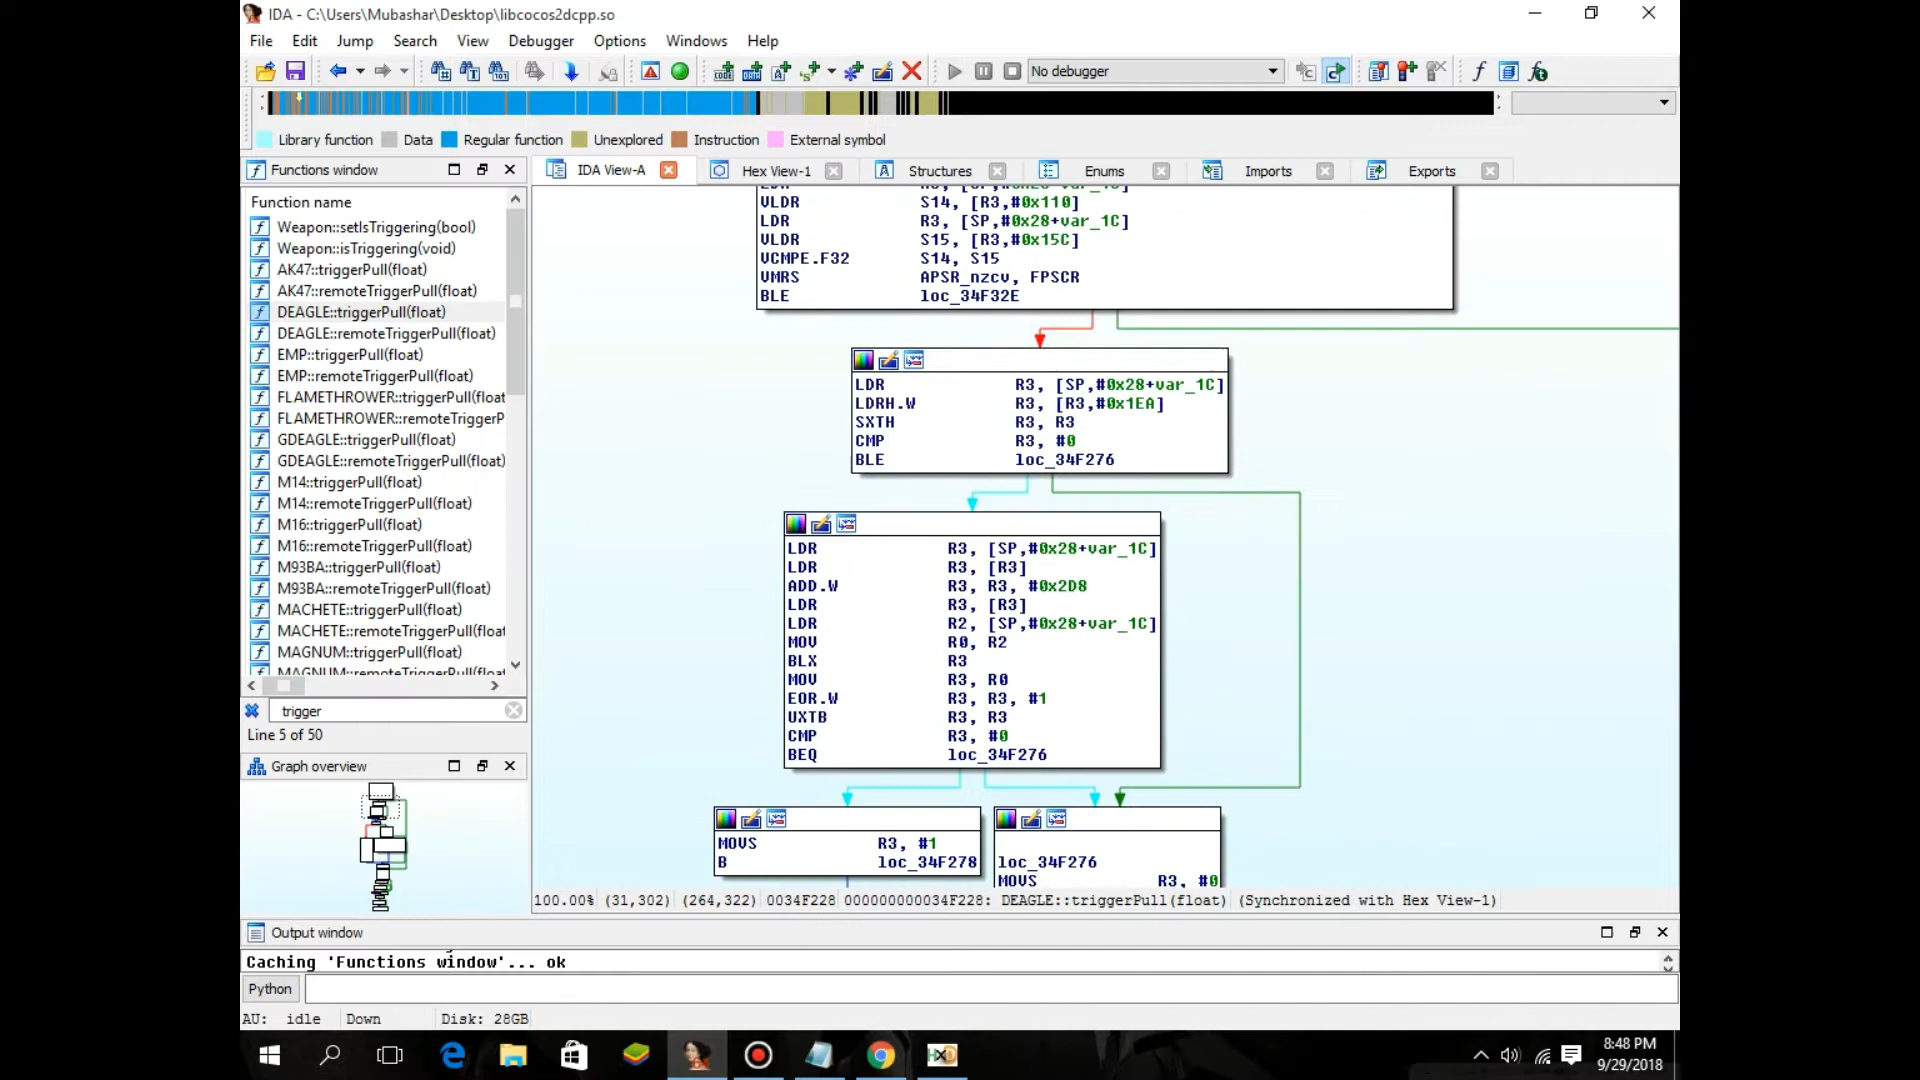 IDA - C:\Users\Mubashar\Desktop\libcocos2dcpp.so
File Edit Jump Search View Debugger Options Windows Help
No debugger
Library function Data Regular function Unexplored Instruction External symbol
Functions window
IDA View-A Hex View-1 Structures Enums Imports Exports
Function name
Weapon::setIsTriggering(bool)
Weapon::isTriggering(void)
AK47::triggerPull(float)
AK47::remoteTriggerPull(float)
DEAGLE::triggerPull(float)
DEAGLE::remoteTriggerPull(float)
EMP::triggerPull(float)
EMP::remoteTriggerPull(float)
FLAMETHROWER::triggerPull(float
FLAMETHROWER::remoteTriggerP
GDEAGLE::triggerPull(float)
GDEAGLE::remoteTriggerPull(float)
M14::triggerPull(float)
M14::remoteTriggerPull(float)
M16::triggerPull(float)
M16::remoteTriggerPull(float)
M93BA::triggerPull(float)
M93BA::remoteTriggerPull(float)
MACHETE::triggerPull(float)
MACHETE::remoteTriggerPull(float
MAGNUM::triggerPull(float)
MAGNUM::remoteTriggerPull(float
trigger
Line 5 of 50
Graph overview
VLDR S14, [R3,#0x110]
LDR R3, [SP,#0x28+var_1C]
VLDR S15, [R3,#0x15C]
VCMPE.F32 S14, S15
VMRS APSR_nzcv, FPSCR
BLE loc_34F32E
LDR R3, [SP,#0x28+var_1C]
LDRH.W R3, [R3,#0x1EA]
SXTH R3, R3
CMP R3, #0
BLE loc_34F276
LDR R3, [SP,#0x28+var_1C]
LDR R3, [R3]
ADD.W R3, R3, #0x2D8
LDR R3, [R3]
LDR R2, [SP,#0x28+var_1C]
MOV R0, R2
BLX R3
MOV R3, R0
EOR.W R3, R3, #1
UXTB R3, R3
CMP R3, #0
BEQ loc_34F276
MOVS R3, #1
B loc_34F278
loc_34F276
MOVS R3, #0
100.00% (31,302) (264,322) 0034F228 000000000034F228: DEAGLE::triggerPull(float) (Synchronized with Hex View-1)
Output window
Caching 'Functions window'... ok
Python
AU: idle Down Disk: 28GB
8:48 PM
9/29/2018